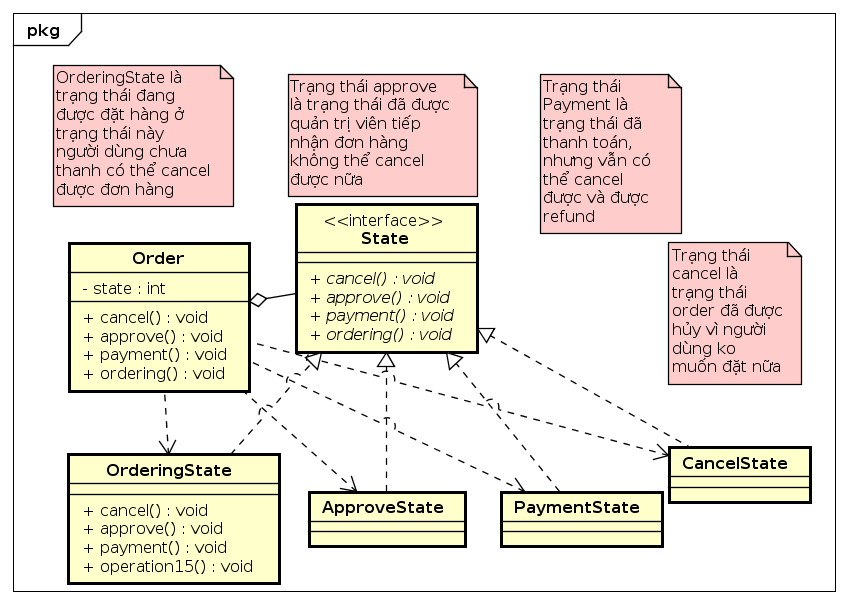 pkg
OrderingState là
trạng thái đang
được đặt hàng ở
trạng thái này
người dùng chưa
thanh có thể cancel
được đơn hàng
Trạng thái approve
là trạng thái đã được
quản trị viên tiếp
nhận đơn hàng
không thể cancel
được nữa
Trạng thái
Payment là
trạng thái đã
thanh toán,
nhưng vẫn có
thể cancel
được và được
refund
Trạng thái
cancel là
trạng thái
order đã được
hủy vì người
dùng ko
muốn đặt nữa
<<interface>>
State
+ cancel() : void
+ approve() : void
+ payment() : void
+ ordering() : void
Order
- state : int
+ cancel() : void
+ approve() : void
+ payment() : void
+ ordering() : void
OrderingState
+ cancel() : void
+ approve() : void
+ payment() : void
+ operation15() : void
ApproveState
PaymentState
CancelState